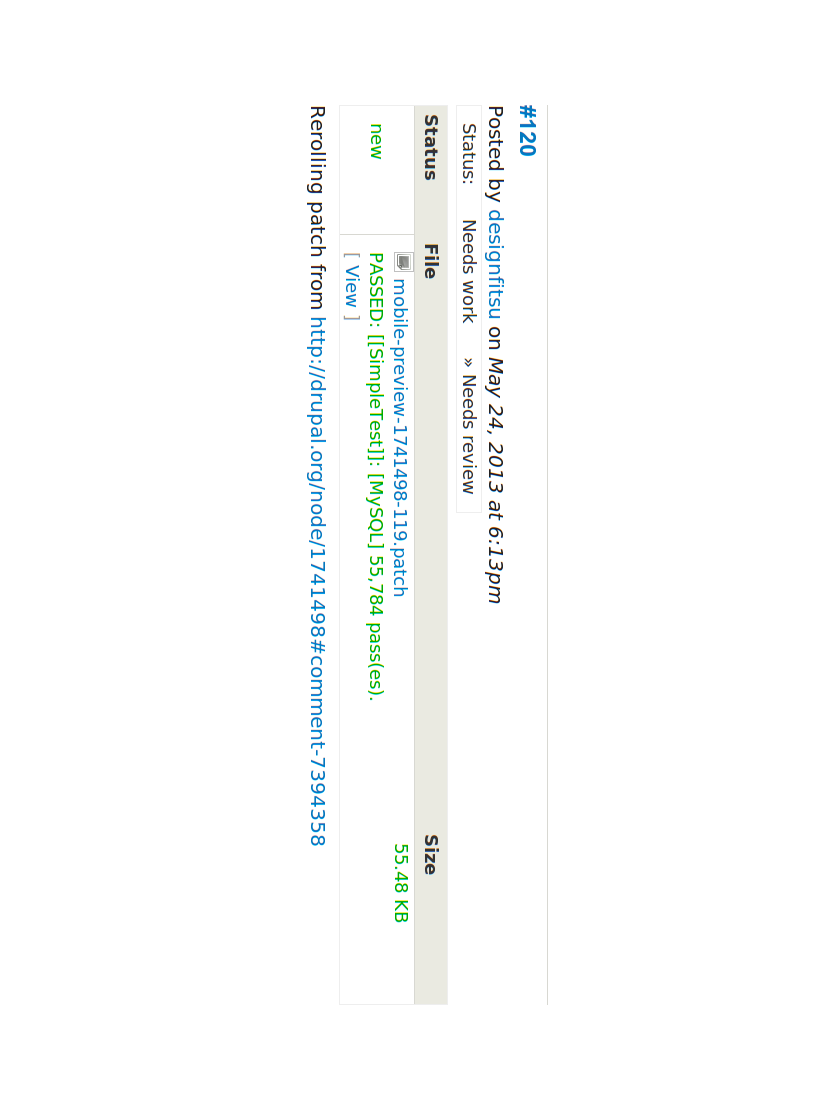 #120
Posted by designfitsu on May 24, 2013 at 6:13pm
Status: Needs work » Needs review
Status File Size
new mobile-preview-1741498-119.patch 55.48 KB
PASSED: [[SimpleTest]]: [MySQL] 55,784 pass(es).
[ View ]
Rerolling patch from http://drupal.org/node/1741498#comment-7394358